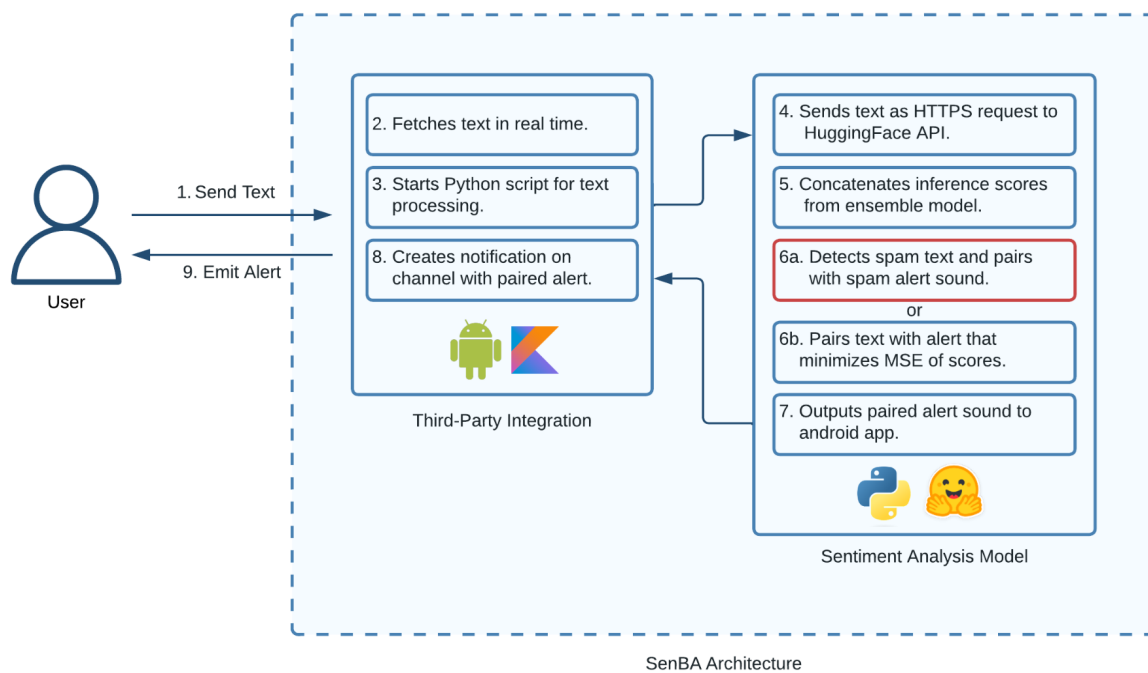 1. Send Text
9. Emit Alert
User
2. Fetches text in real time.
3. Starts Python script for text
processing.
8. Creates notification on
channel with paired alert.
Third-Party Integration
4. Sends text as HTTPS request to
HuggingFace API.
5. Concatenates inference scores
from ensemble model.
6a. Detects spam text and pairs
with spam alert sound.
or
6b. Pairs text with alert that
minimizes MSE of scores.
7. Outputs paired alert sound to
android app.
Sentiment Analysis Model
SenBA Architecture